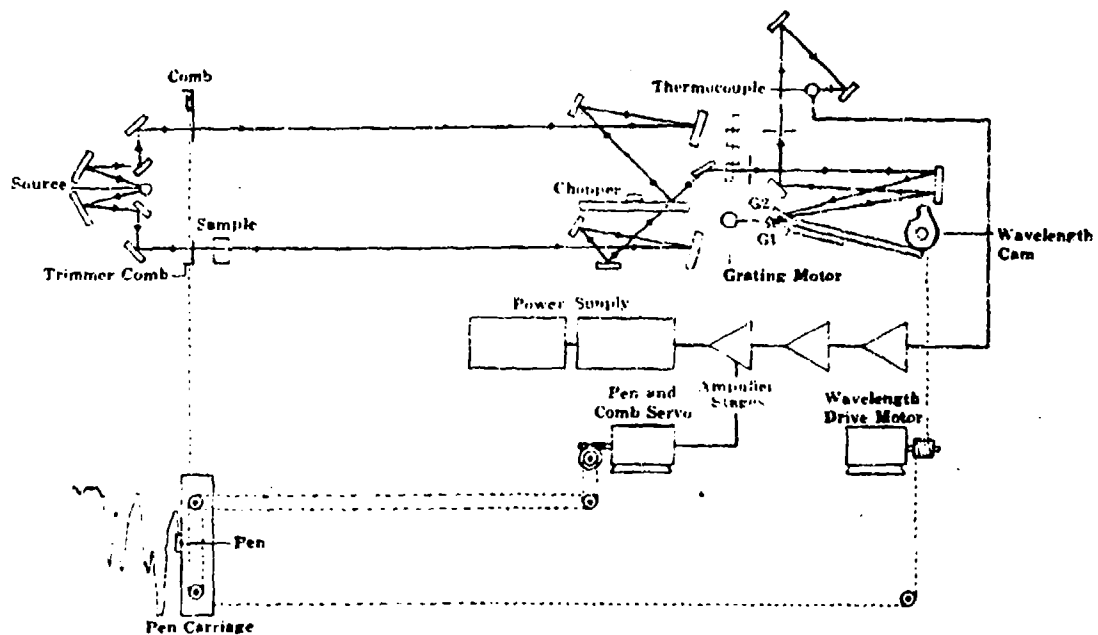 Comb
Thermocouple
Source
Chopper
G2
G1
Sample
Trimmer Comb
Grating Motor
Wavelength
Cam
Power Supply
Amplifier
Stages
Pen and
Comb Servo
Wavelength
Drive Motor
Pen
Pen Carriage